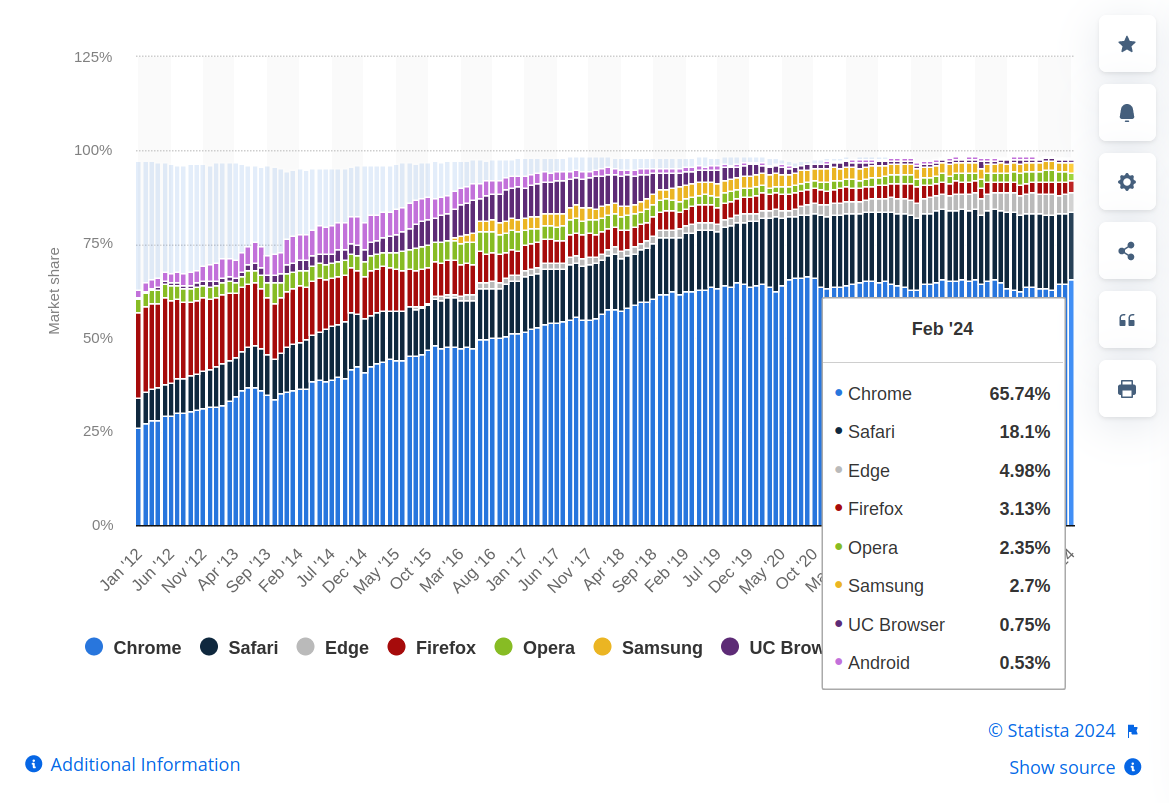 125%
100%
75%
50%
25%
0%
Market share
Jan '12
Jun '12
Nov '12
Apr '13
Sep '13
Feb '14
Jul '14
Dec '14
May '15
Oct '15
Mar '16
Aug '16
Jan '17
Jun '17
Nov '17
Apr '18
Sep '18
Feb '19
Jul '19
Dec '19
May '20
Oct '20
Feb '24
Chrome 65.74%
Safari 18.1%
Edge 4.98%
Firefox 3.13%
Opera 2.35%
Samsung 2.7%
UC Browser 0.75%
Android 0.53%
Chrome Safari Edge Firefox Opera Samsung UC Brow
© Statista 2024
Additional Information
Show source